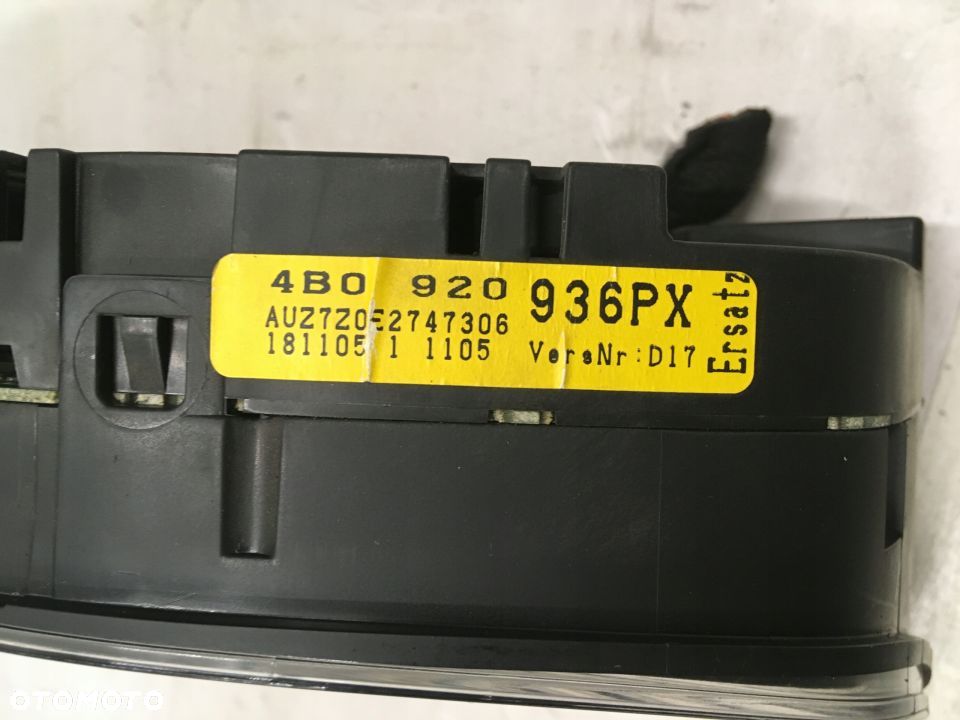 4B0 920 936PX
AUZ7Z0E2747306
181105 1 1105 VersNr:D17
Ersatz
OTOMOTO